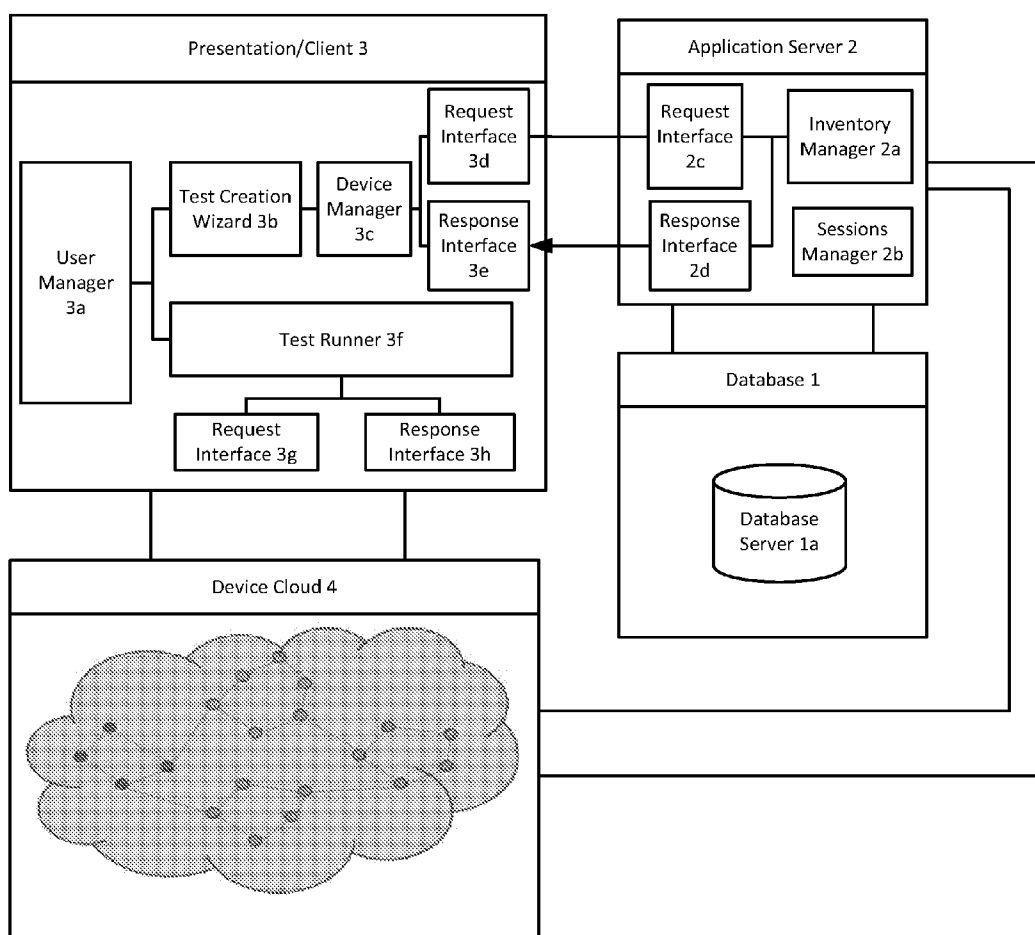 Presentation/Client 3
Application Server 2
Request
Interface
3d
Request
Interface
2c
Inventory
Manager 2a
Test Creation
Wizard 3b
Device
Manager
3c
Response
Interface
3e
Response
Interface
2d
Sessions
Manager 2b
User
Manager
3a
Test Runner 3f
Database 1
Request
Interface 3g
Response
Interface 3h
Database
Server 1a
Device Cloud 4